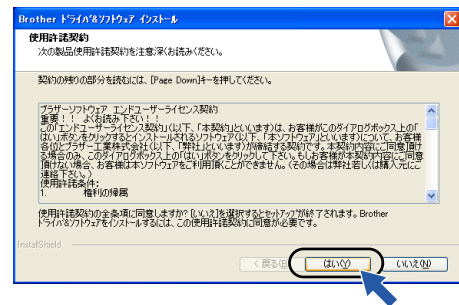 Brother ﾄﾞﾗｲﾊﾞ&ｿﾌﾄｳｪｱ ｲﾝｽﾄｰﾙ
使用許諾契約
次の製品使用許諾契約を注意深くお読みください。
契約の残りの部分を読むには、[Page Down]キーを押してください。
ブラザーソフトウェア エンドユーザーライセンス契約
重要！！ よくお読み下さい！！
この「エンドユーザーライセンス契約」(以下、「本契約」といいます)は、お客様がこのダイアログボックス上の「
はい」ボタンをクリックするとインストールされるソフトウェア(以下、「本ソフトウェア」といいます)について、お客様
各位とブラザー工業株式会社(以下、「弊社」といいます)が締結する契約です。本契約内容にご同意頂け
る場合のみ、このダイアログボックス上の「はい」ボタンをクリックして下さい。もしお客様が本契約内容にご同意
頂けない場合、お客様は本ソフトウェアをご利用頂くことができません。(その場合は弊社若しくは購入元にご
連絡下さい。)
使用許諾条件:
1. 権利の帰属
使用許諾契約の全条項に同意しますか? [いいえ]を選択するとｾｯﾄｱｯﾌﾟが終了されます。 Brother
ﾄﾞﾗｲﾊﾞ&ｿﾌﾄｳｪｱをインストールするには、この使用許諾契約に同意が必要です。
InstallShield
< 戻る(B)
はい(Y)
いいえ(N)